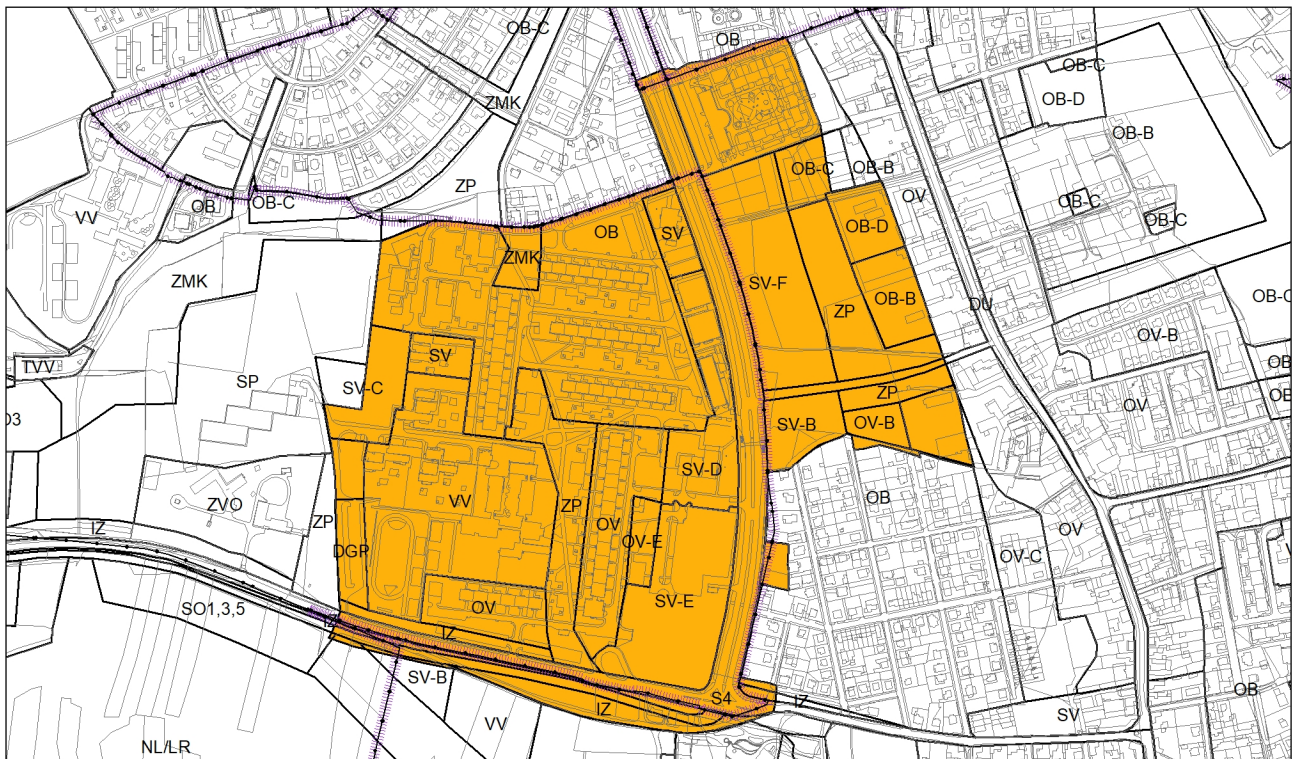 OB-C
OB
OB-C
OB-D
ZMK
OB-B
ZP
OB-C
OB-B
OV
VV
OB
OB-C
OB-C
OB-C
OB
SV
OB-D
ZMK
ZMK
SV-F
OB-B
OB-C
ZP
DU
OV-B
SV
TVV
SP
SV-C
OB
ZP
OB
OV
SV-B
OV-B
SV-D
OB
ZVO
ZP
VV
ZP
OV
OV-E
OV
IZ
DGP
OV-C
SO1,3,5
OV
SV-E
IZ
IZ
SV-B
OB
S4
IZ
IZ
SV
VV
NL/LR